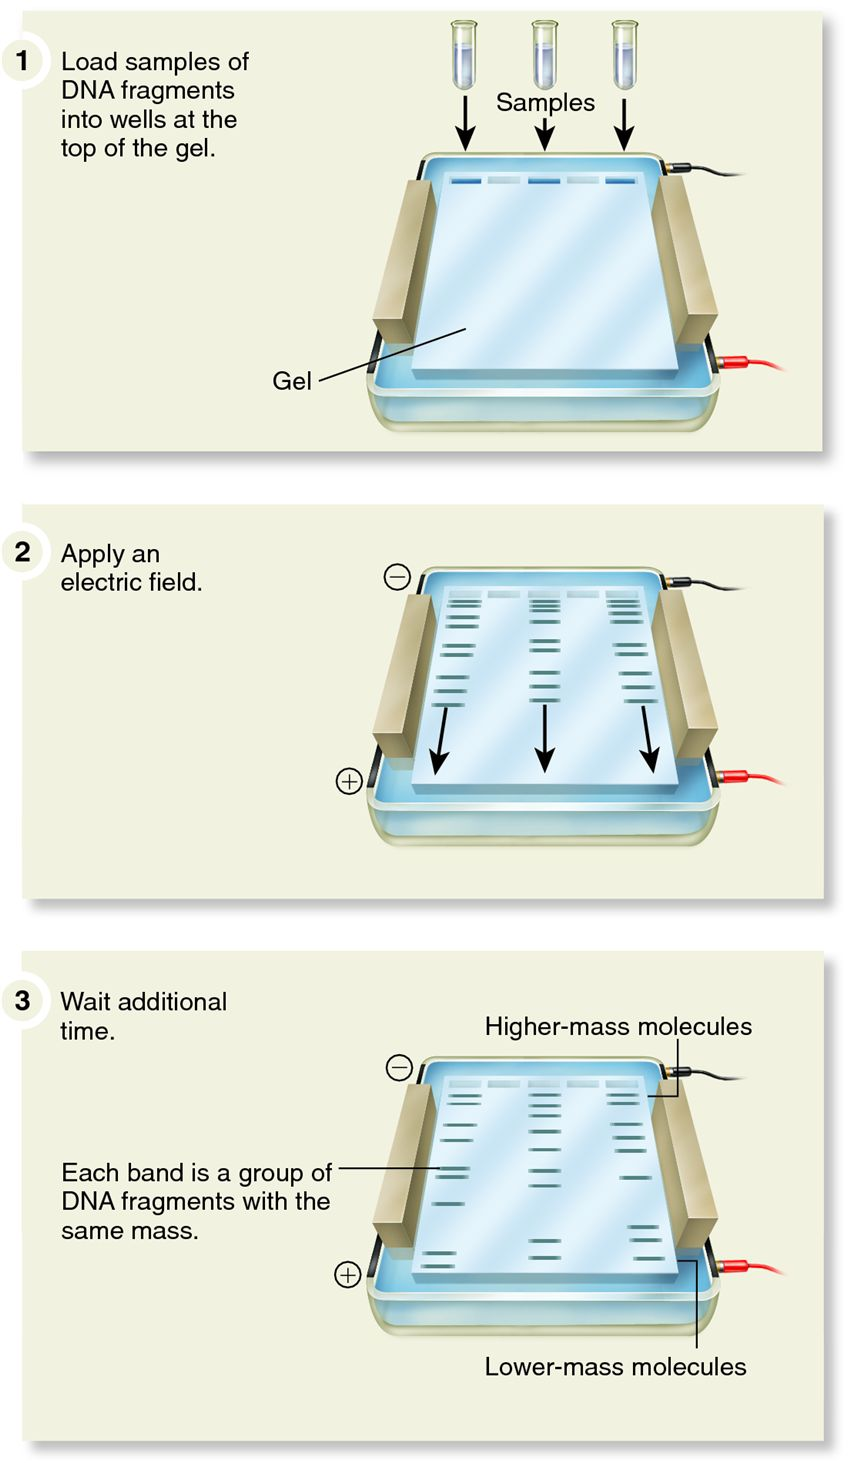 1
Load samples of
DNA fragments
into wells at the
top of the gel.
Samples
Gel
2
Apply an
electric field.
−
+
3
Wait additional
time.
Higher-mass molecules
−
Each band is a group of
DNA fragments with the
same mass.
+
Lower-mass molecules